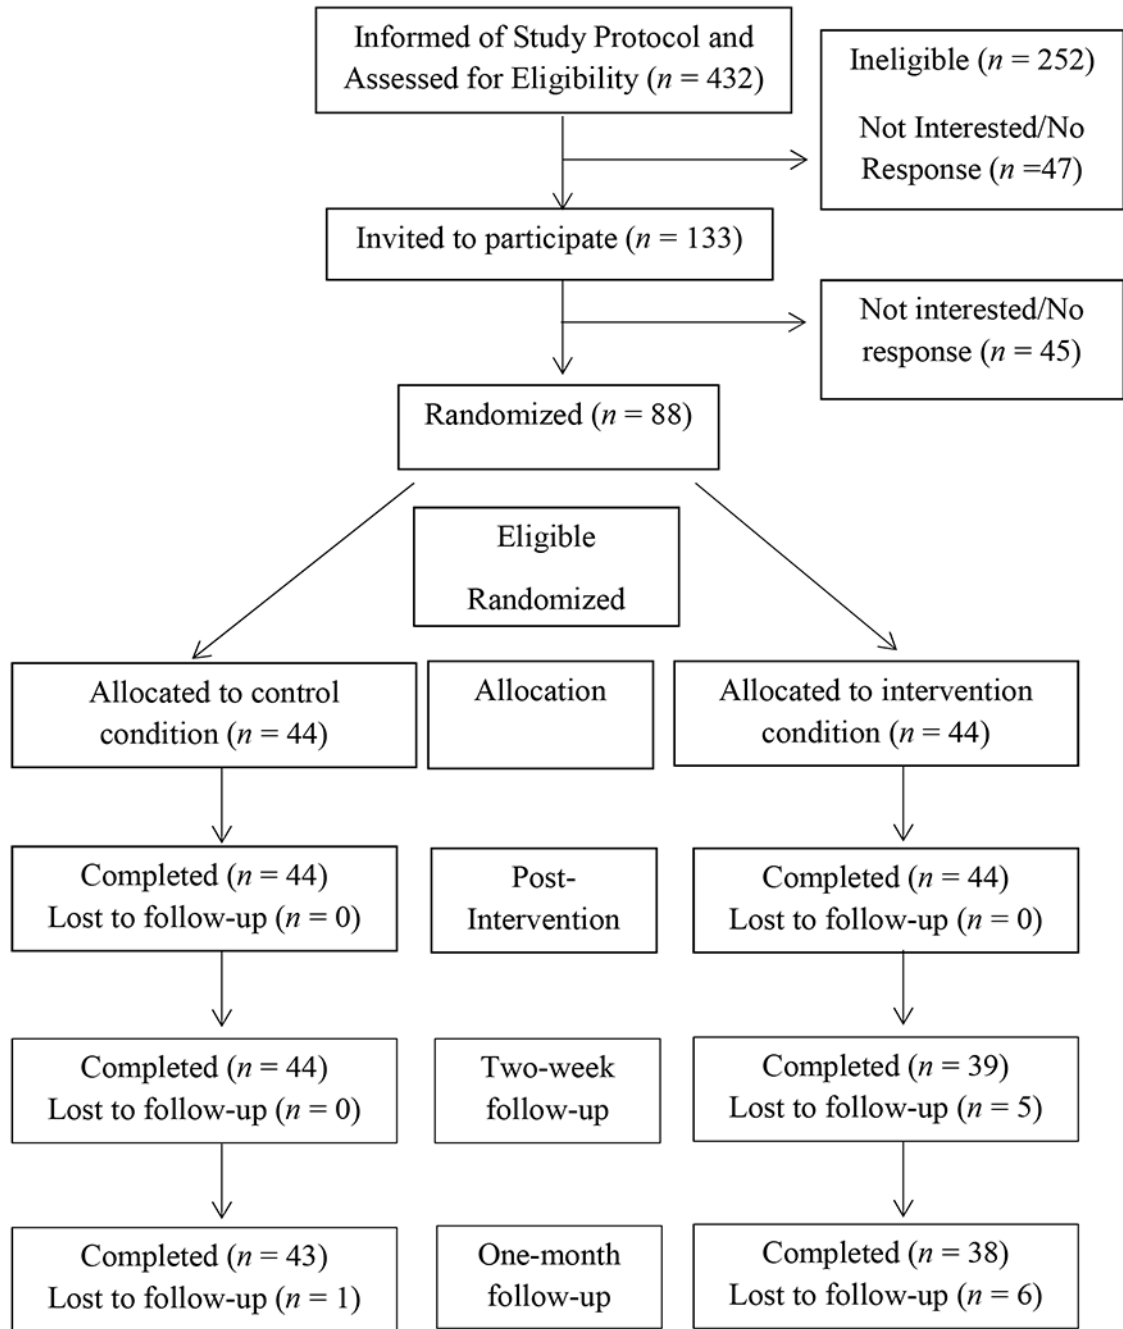 Informed of Study Protocol and
Assessed for Eligibility (n = 432)
Ineligible (n = 252)
Not Interested/No
Response (n =47)
Invited to participate (n = 133)
Not interested/No
response (n = 45)
Randomized (n = 88)
Eligible
Randomized
Allocated to control
condition (n = 44)
Allocation
Allocated to intervention
condition (n = 44)
Completed (n = 44)
Lost to follow-up (n = 0)
Post-
Intervention
Completed (n = 44)
Lost to follow-up (n = 0)
Completed (n = 44)
Lost to follow-up (n = 0)
Two-week
follow-up
Completed (n = 39)
Lost to follow-up (n = 5)
Completed (n = 43)
Lost to follow-up (n = 1)
One-month
follow-up
Completed (n = 38)
Lost to follow-up (n = 6)